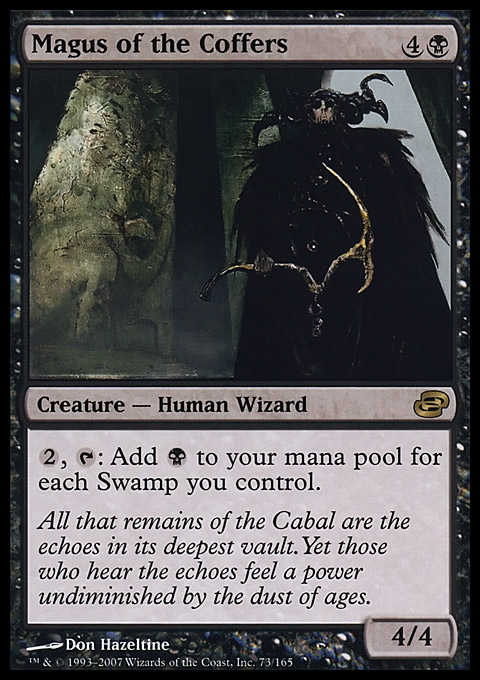 Magus of the Coffers 4
Creature — Human Wizard
2, : Add to your mana pool for
each Swamp you control.
All that remains of the Cabal are the
echoes in its deepest vault. Yet those
who hear the echoes feel a power
undiminished by the dust of ages.
4/4
Don Hazeltine
™ & © 1993–2007 Wizards of the Coast, Inc. 73/165